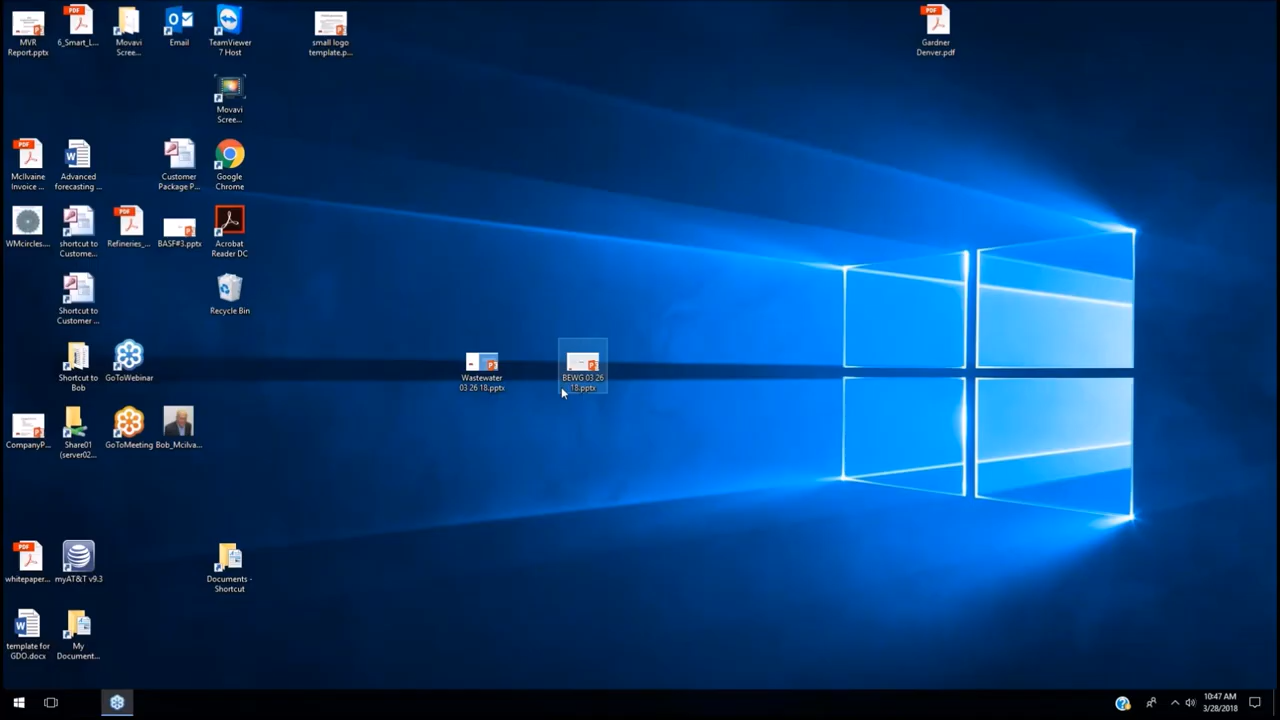 MVR
Report.pptx
6_Smart_L...
Movavi
Scree...
Email
TeamViewer
7 Host
small logo
template.p...
PDF
Gardner
Denver.pdf
Movavi
Scree...
PDF
McIlvaine
Invoice ...
Advanced
forecasting ...
Customer
Package P...
Google
Chrome
WMcircles....
shortcut to
Custome...
PDF
Refineries_...
BASF#3.pptx
Acrobat
Reader DC
Shortcut to
Customer ...
Recycle Bin
Shortcut to
Bob
GoToWebinar
Wastewater
03 26 18.pptx
BEWG 03 26
18.pptx
CompanyP...
Share01
(server02...
GoToMeeting
Bob_Mcilva...
PDF
whitepaper...
myAT&T v9.3
Documents -
Shortcut
template for
GDO.docx
My
Document...
10:47 AM
3/28/2018